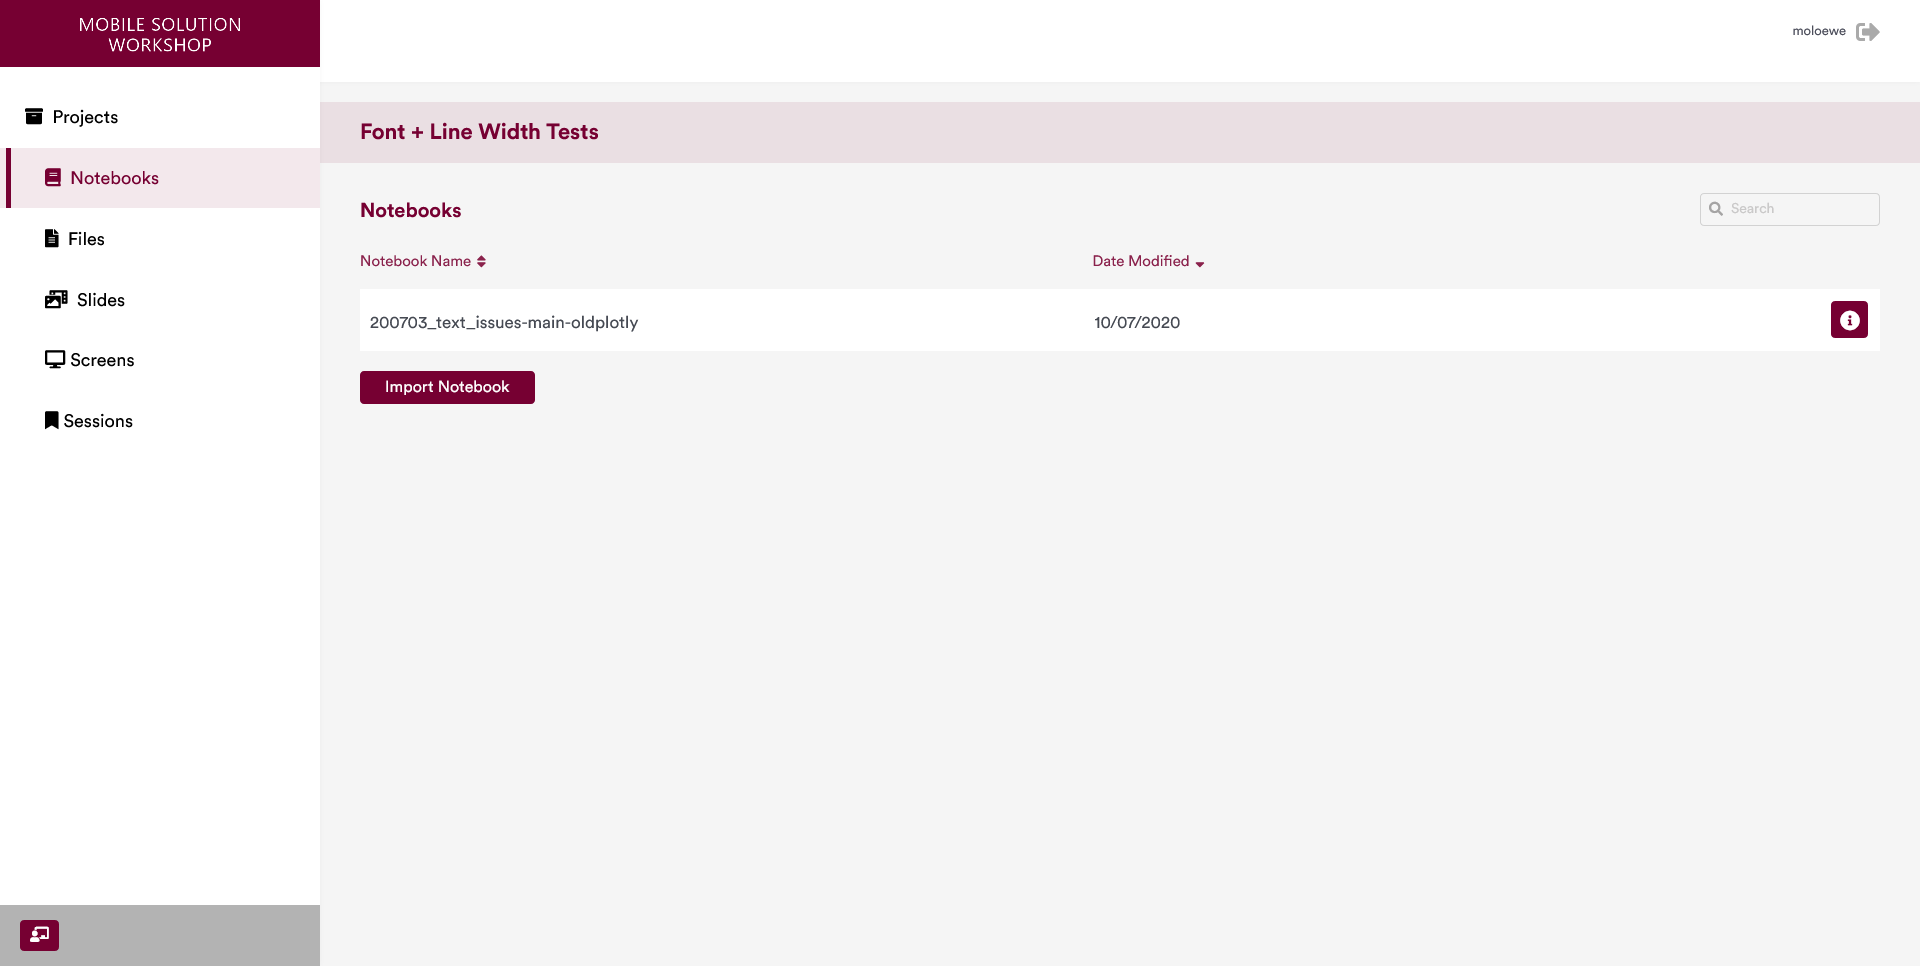 MOBILE SOLUTION
WORKSHOP
moloewe
Projects
Notebooks
Files
Slides
Screens
Sessions
Font + Line Width Tests
Notebooks
Search
Notebook Name
Date Modified
200703_text_issues-main-oldplotly
10/07/2020
Import Notebook